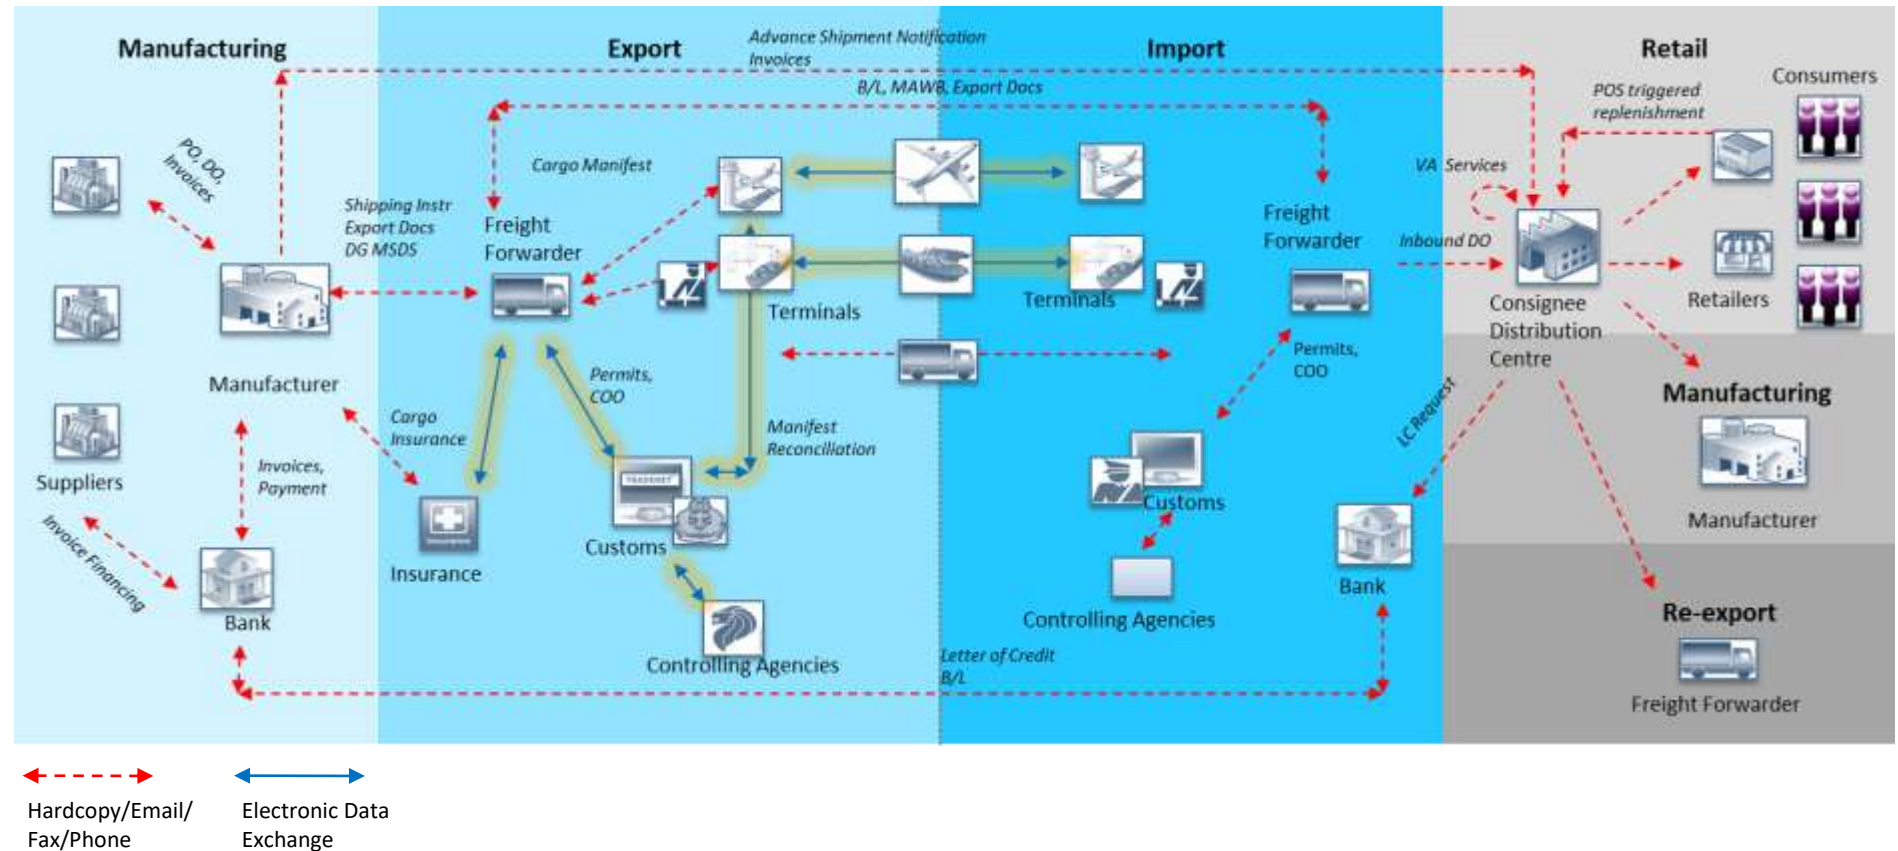 Manufacturing
Export
Import
Retail
Advance Shipment Notification
Invoices
B/L, MAWB, Export Docs
Consumers
POS triggered
replenishment
PO, DO,
Invoices
Cargo Manifest
VA Services
Shipping Instr
Export Docs
DG MSDS
Freight
Forwarder
Freight
Forwarder
Inbound DO
Terminals
Terminals
Consignee
Distribution
Centre
Retailers
Manufacturer
Permits,
COO
Permits,
COO
Cargo
Insurance
Manifest
Reconciliation
LC Request
Manufacturing
Suppliers
Invoices,
Payment
TRADENET
Customs
Customs
Manufacturer
Invoice Financing
Insurance
Insurance
Bank
Bank
Controlling Agencies
Controlling Agencies
Re-export
Letter of Credit
B/L
Freight Forwarder
Hardcopy/Email/
Fax/Phone
Electronic Data
Exchange